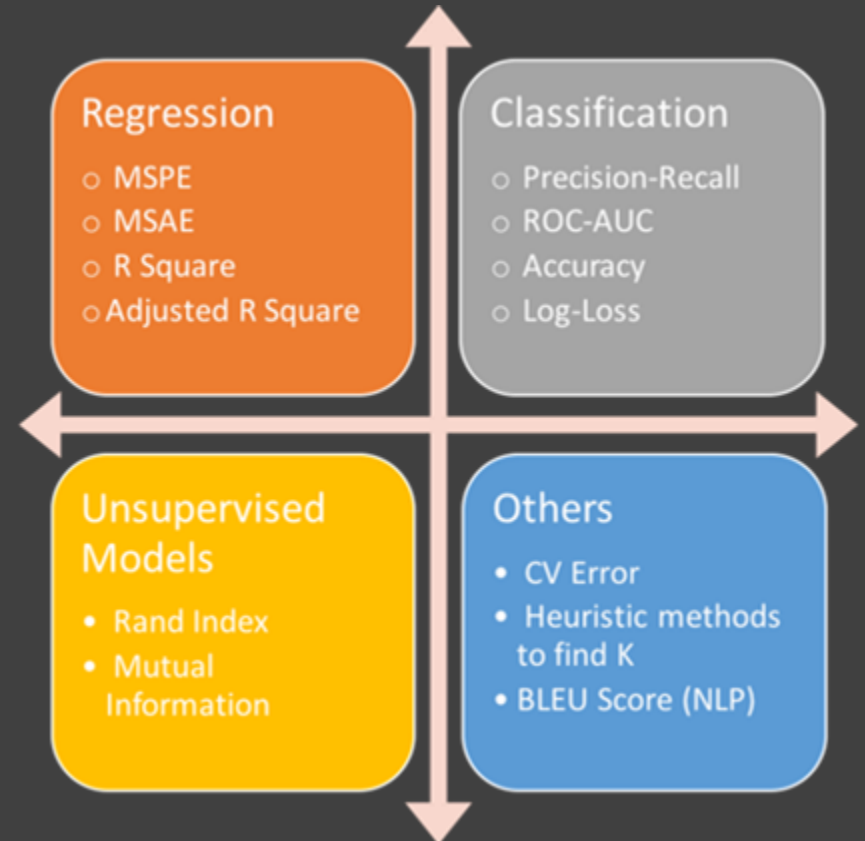 Regression
○ MSPE
○ MSAE
○ R Square
○ Adjusted R Square
Classification
○ Precision-Recall
○ ROC-AUC
○ Accuracy
○ Log-Loss
Unsupervised
Models
• Rand Index
• Mutual
Information
Others
• CV Error
• Heuristic methods
to find K
• BLEU Score (NLP)